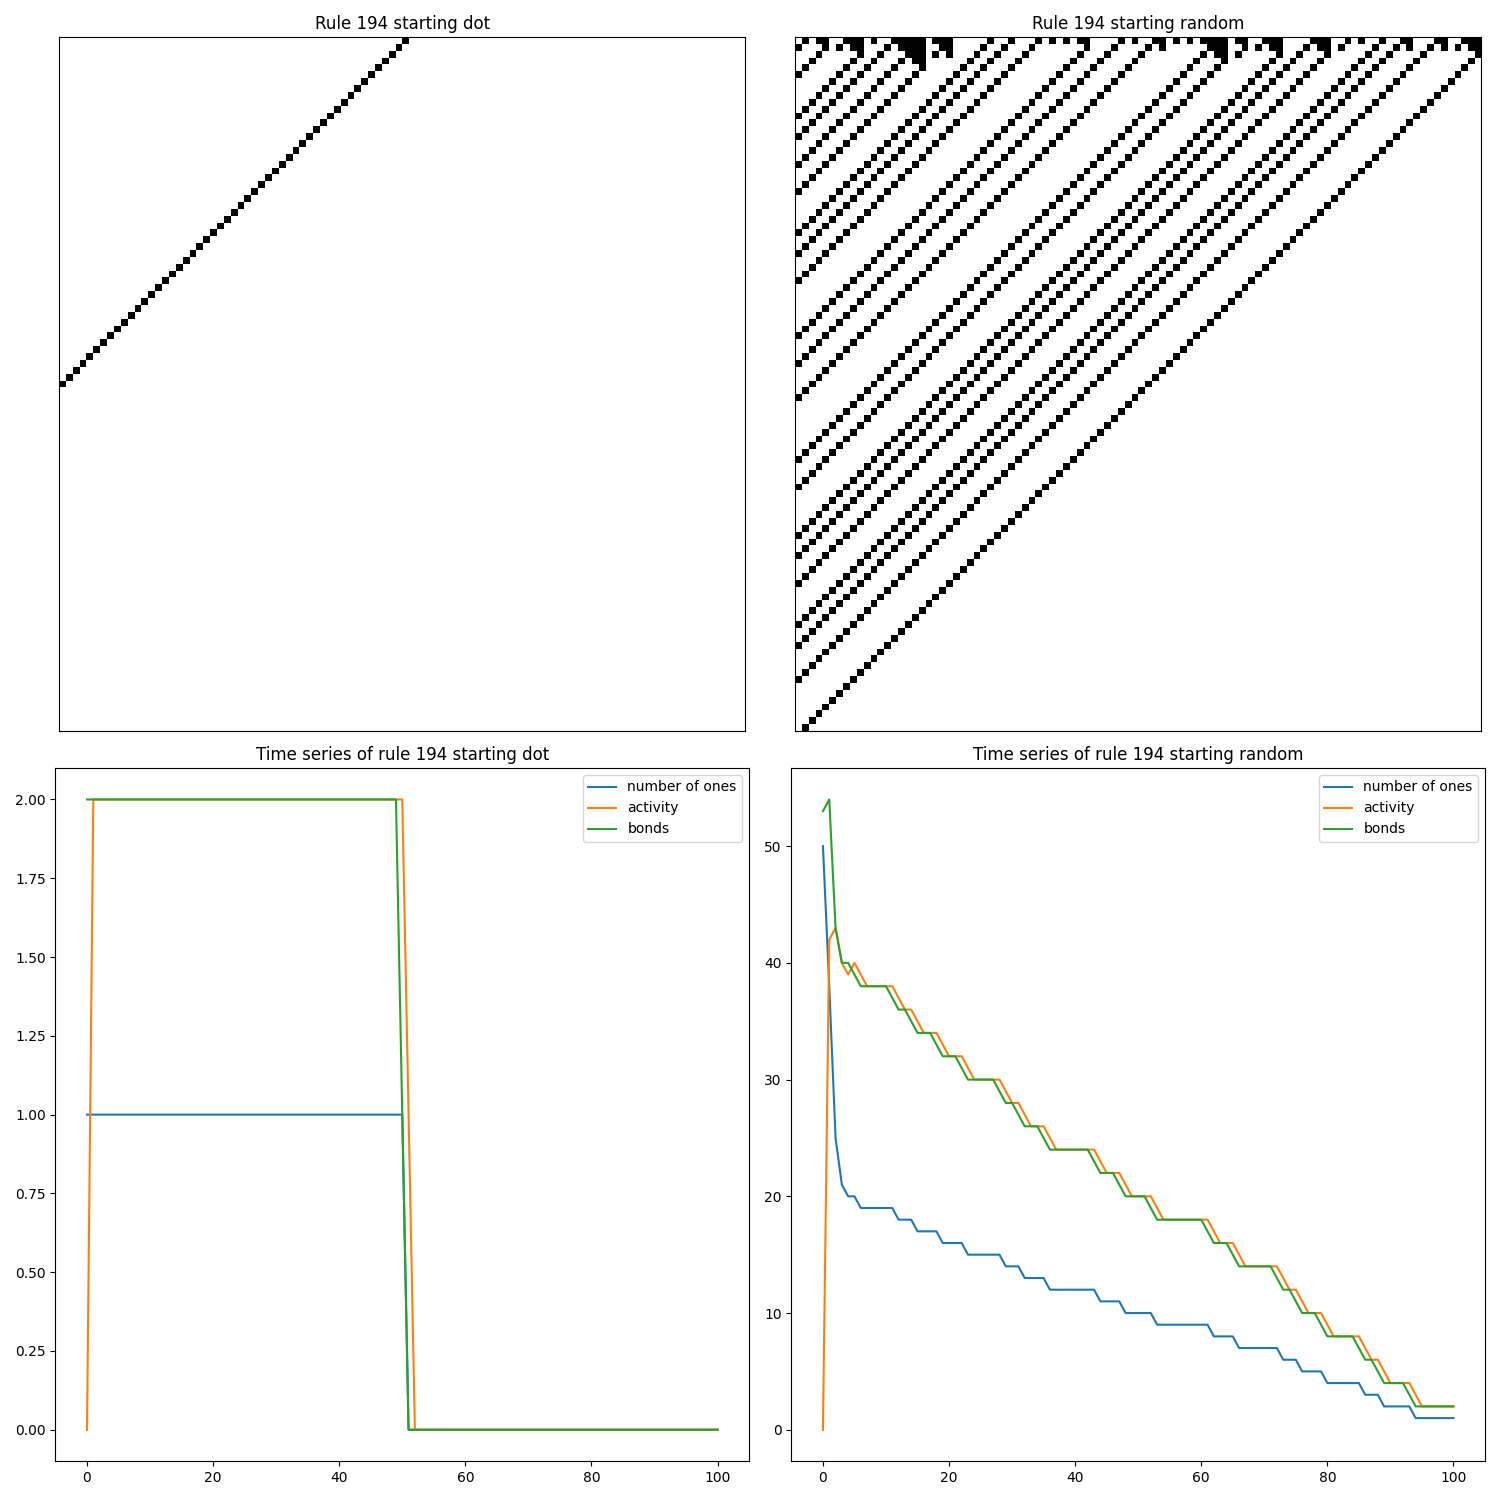 Rule 194 starting dot
Rule 194 starting random
Time series of rule 194 starting dot
number of ones
activity
bonds
2.00
1.75
1.50
1.25
1.00
0.75
0.50
0.25
0.00
0 20 40 60 80 100
Time series of rule 194 starting random
number of ones
activity
bonds
50
40
30
20
10
0
0 20 40 60 80 100